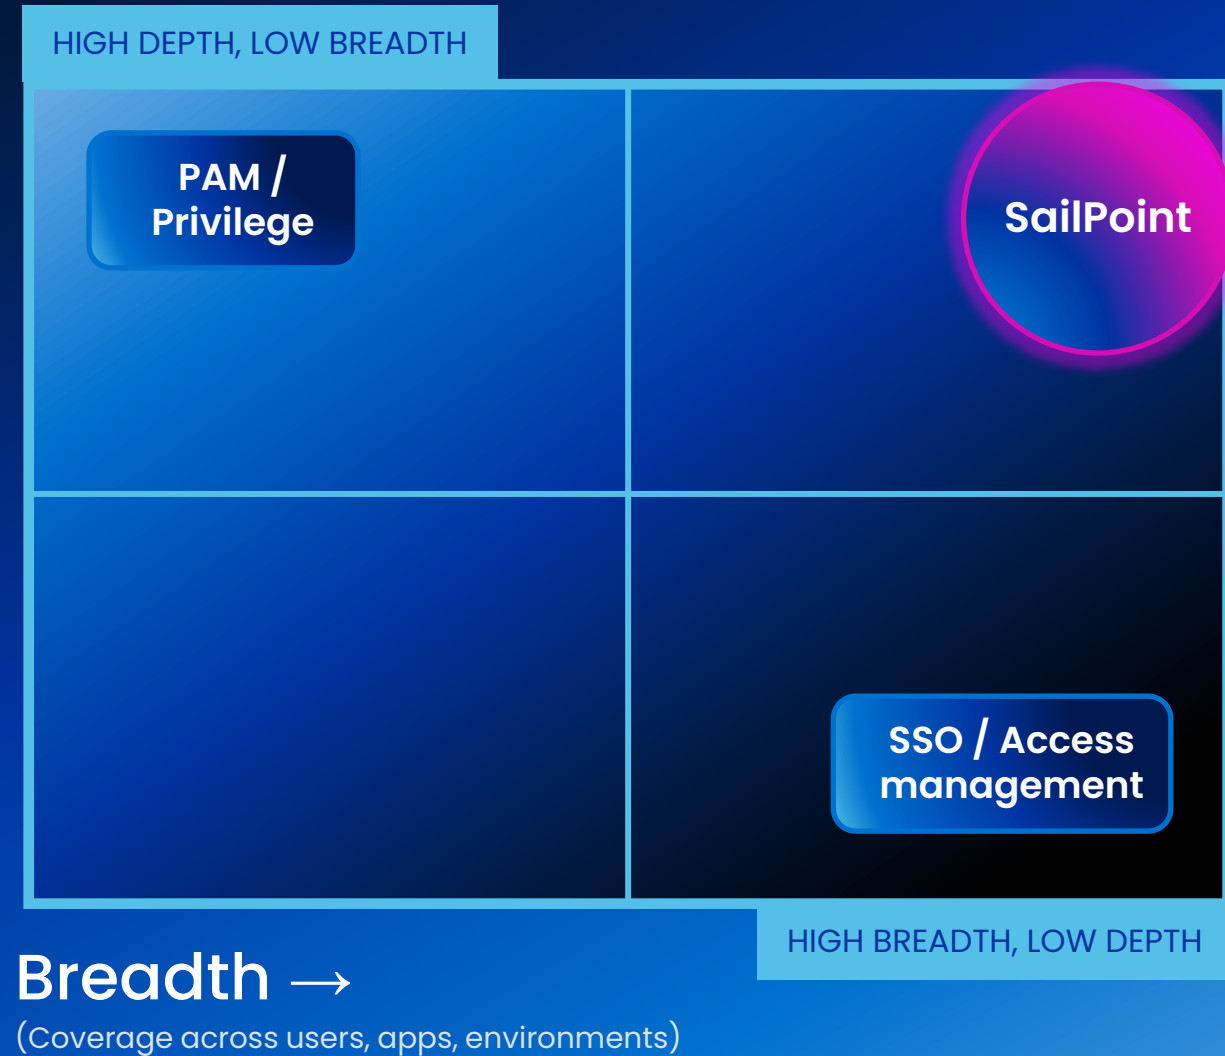 HIGH DEPTH, LOW BREADTH
PAM /
Privilege
SailPoint
SSO / Access
management
HIGH BREADTH, LOW DEPTH
Breadth →
(Coverage across users, apps, environments)